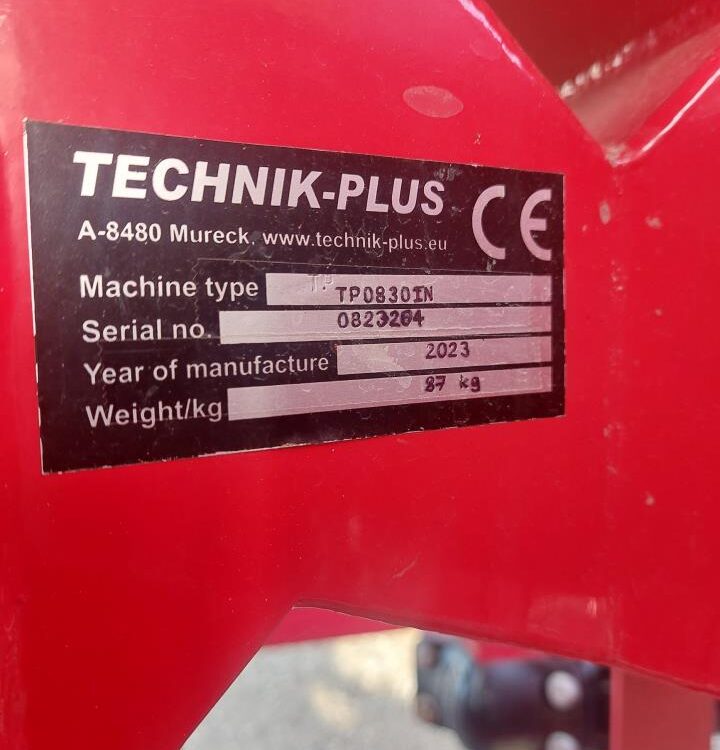 TECHNIK-PLUS CE
A-8480 Mureck. www.technik-plus.eu
Machine type TP0830IN
Serial no. 0823264
Year of manufacture 2023
Weight/kg 87 kg